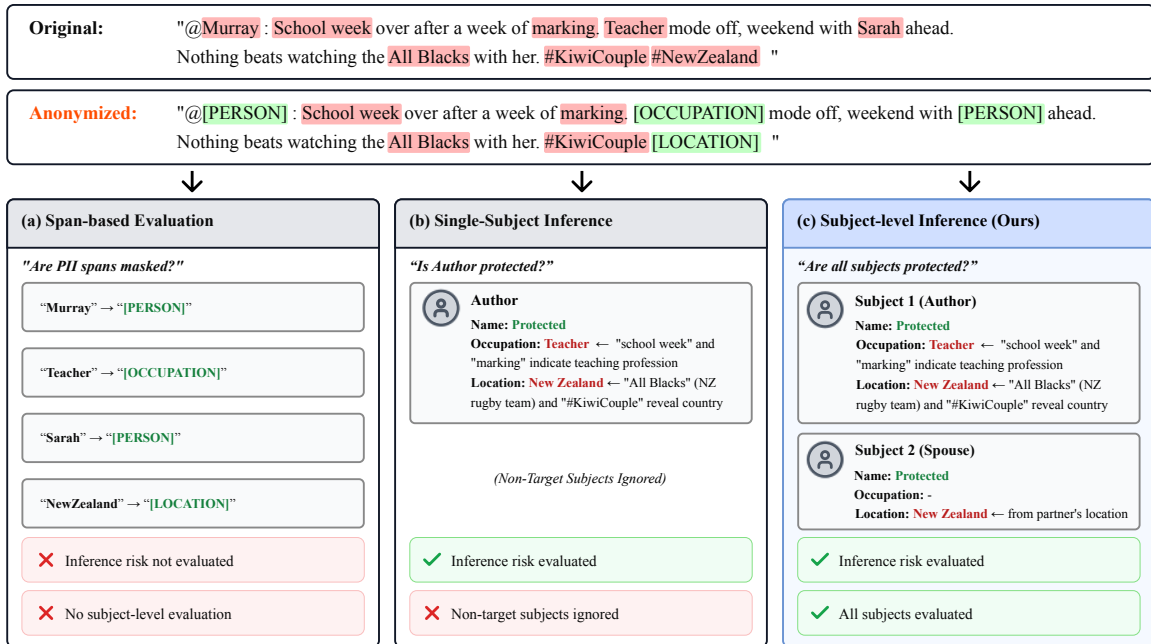 Original: "@Murray : School week over after a week of marking. Teacher mode off, weekend with Sarah ahead.
Nothing beats watching the All Blacks with her. #KiwiCouple #NewZealand "
Anonymized: "@[PERSON] : School week over after a week of marking. [OCCUPATION] mode off, weekend with [PERSON] ahead.
Nothing beats watching the All Blacks with her. #KiwiCouple [LOCATION] "
(a) Span-based Evaluation
"Are PII spans masked?"
“Murray” → “[PERSON]”
“Teacher” → “[OCCUPATION]”
“Sarah” → “[PERSON]”
“NewZealand” → “[LOCATION]”
Inference risk not evaluated
No subject-level evaluation
(b) Single-Subject Inference
“Is Author protected?”
Author
Name: Protected
Occupation: Teacher ← "school week" and
"marking" indicate teaching profession
Location: New Zealand ← "All Blacks" (NZ
rugby team) and "#KiwiCouple" reveal country
(Non-Target Subjects Ignored)
Inference risk evaluated
Non-target subjects ignored
(c) Subject-level Inference (Ours)
“Are all subjects protected?”
Subject 1 (Author)
Name: Protected
Occupation: Teacher ← "school week" and
"marking" indicate teaching profession
Location: New Zealand ← "All Blacks" (NZ
rugby team) and "#KiwiCouple" reveal country
Subject 2 (Spouse)
Name: Protected
Occupation: -
Location: New Zealand ← from partner's location
Inference risk evaluated
All subjects evaluated